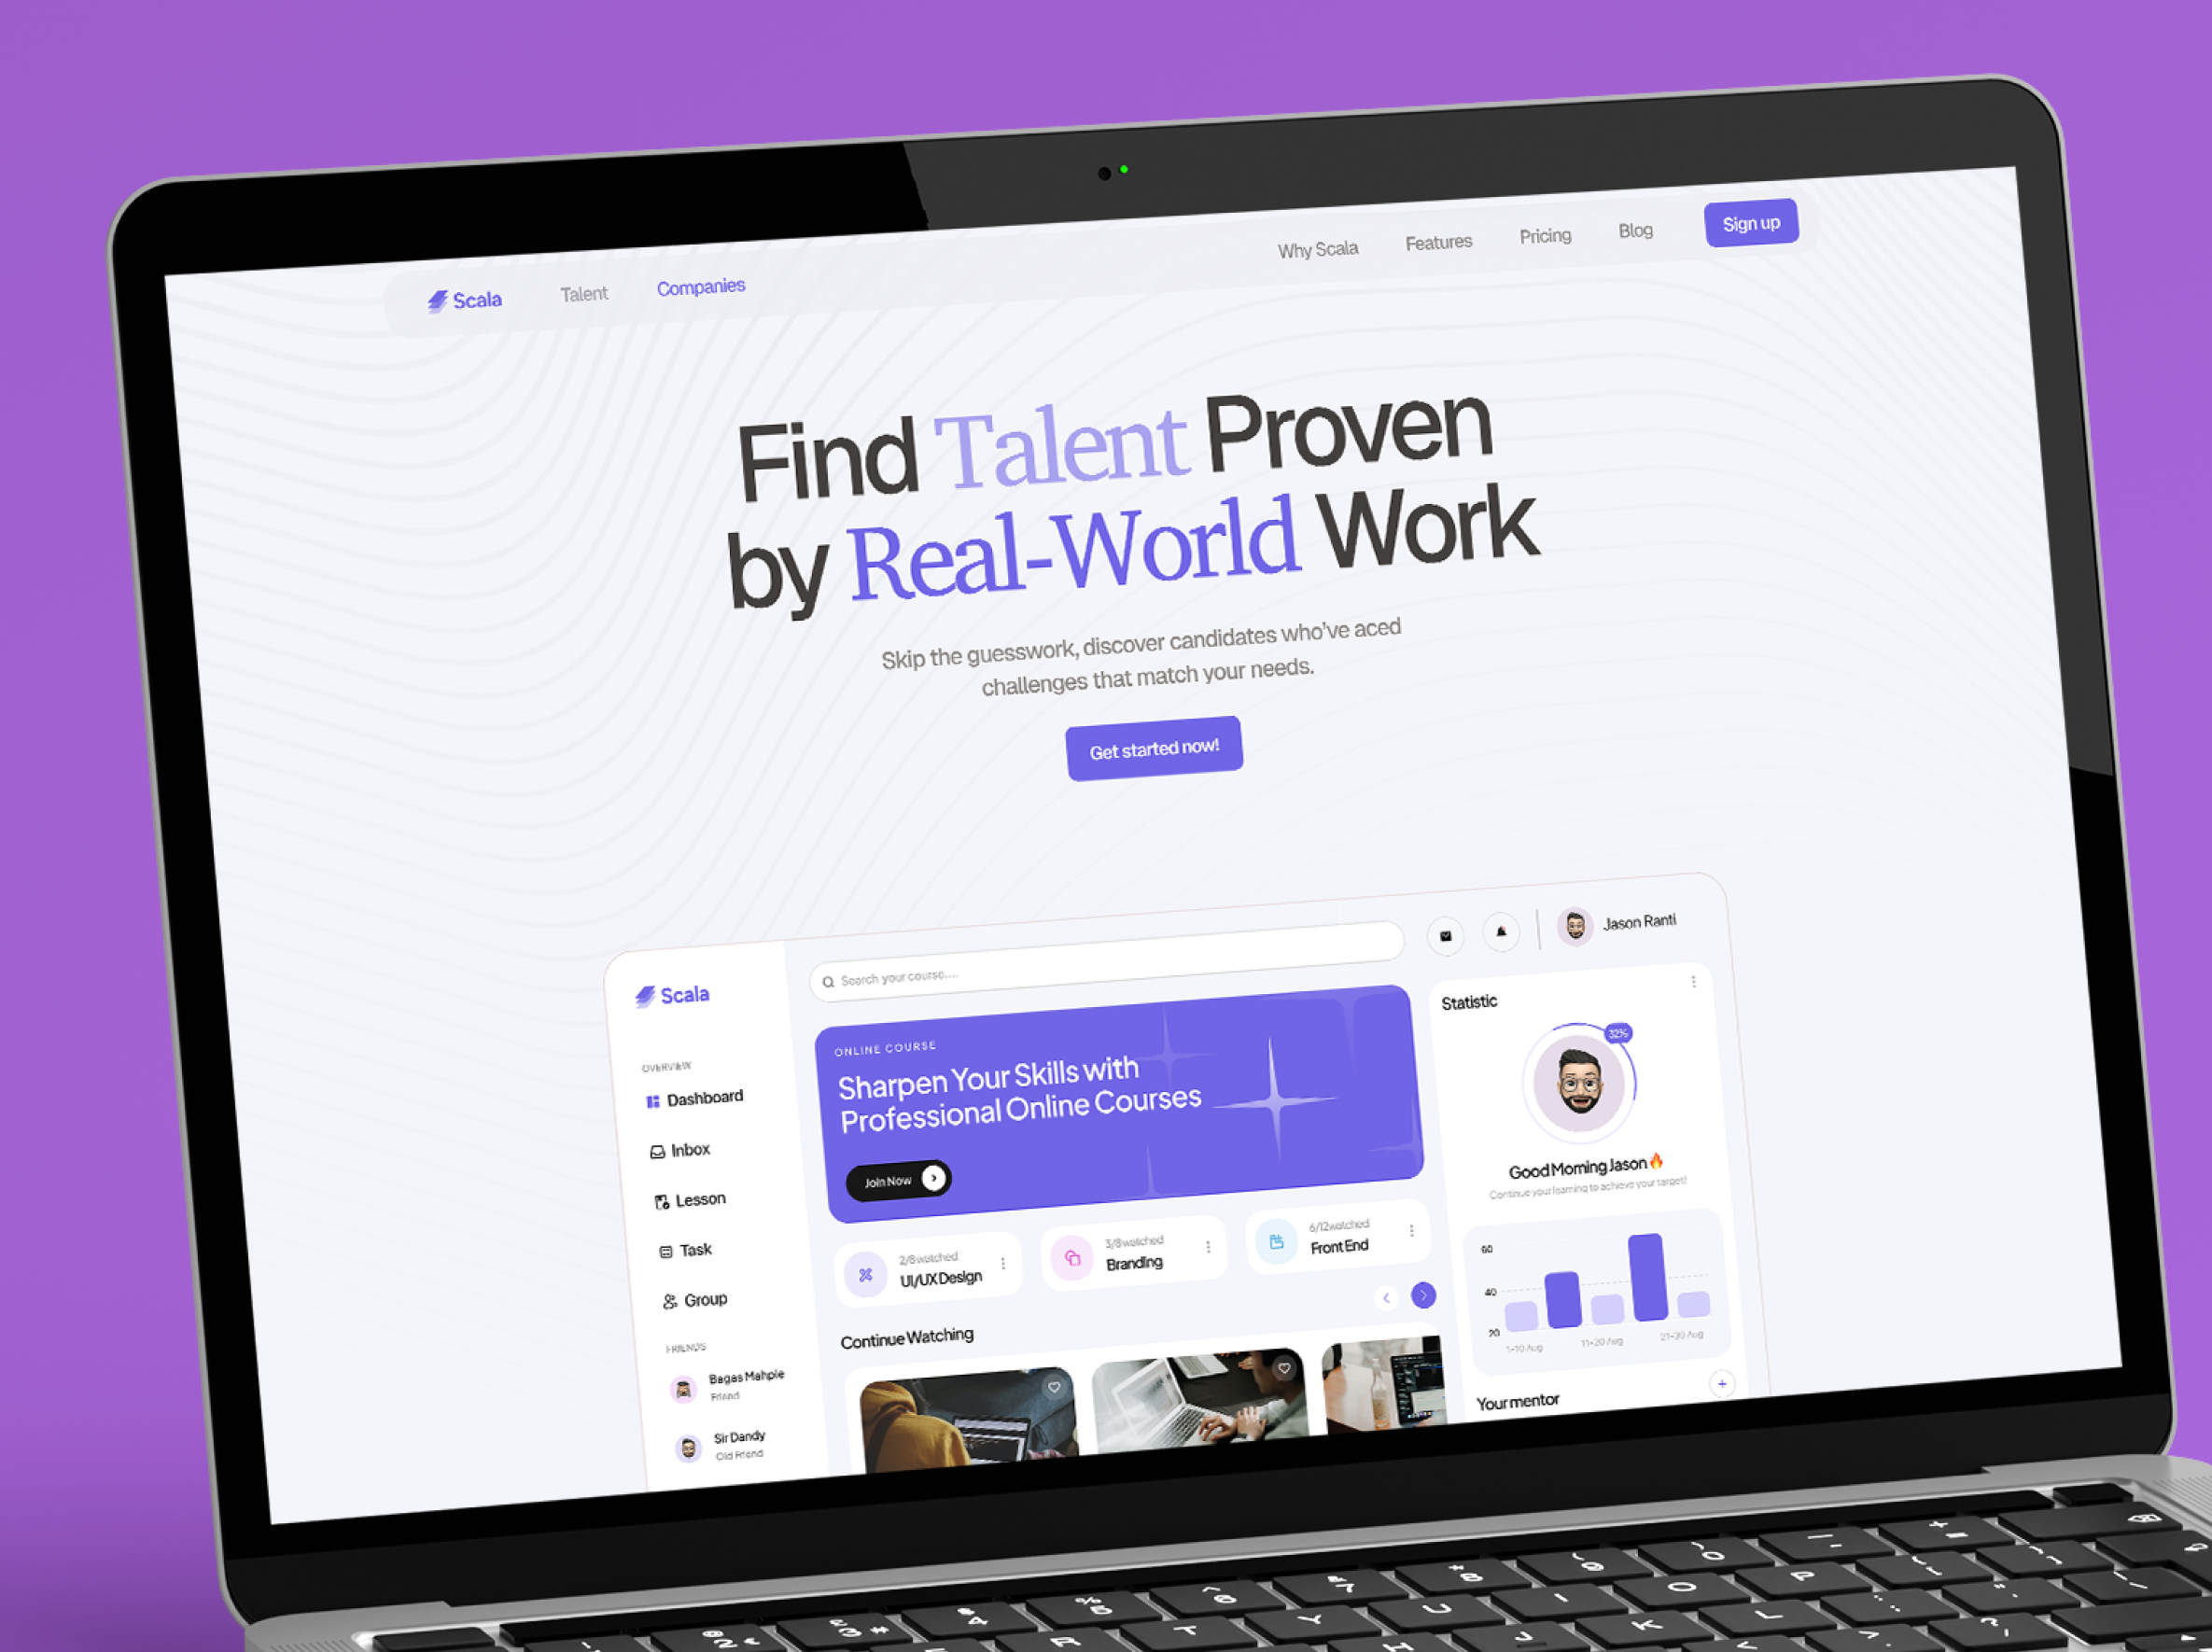 Scala
Talent
Companies
Why Scala
Features
Pricing
Blog
Sign up
Find Talent Proven
by Real-World Work
Skip the guesswork, discover candidates who've aced
challenges that match your needs.
Get started now!
Scala
Search your course.....
Jason Ranti
OVERVIEW
Dashboard
Inbox
Lesson
Task
Group
FRIENDS
Bagas Mahpie
Friend
Sir Dandy
Old Friend
ONLINE COURSE
Sharpen Your Skills with
Professional Online Courses
Join Now
2/8 watched
UI/UX Design
3/8 watched
Branding
6/12 watched
Front End
Continue Watching
Statistic
32%
Good Morning Jason 🔥
Continue your learning to achieve your target!
60
40
20
1-10 Aug
11-20 Aug
21-30 Aug
Your mentor